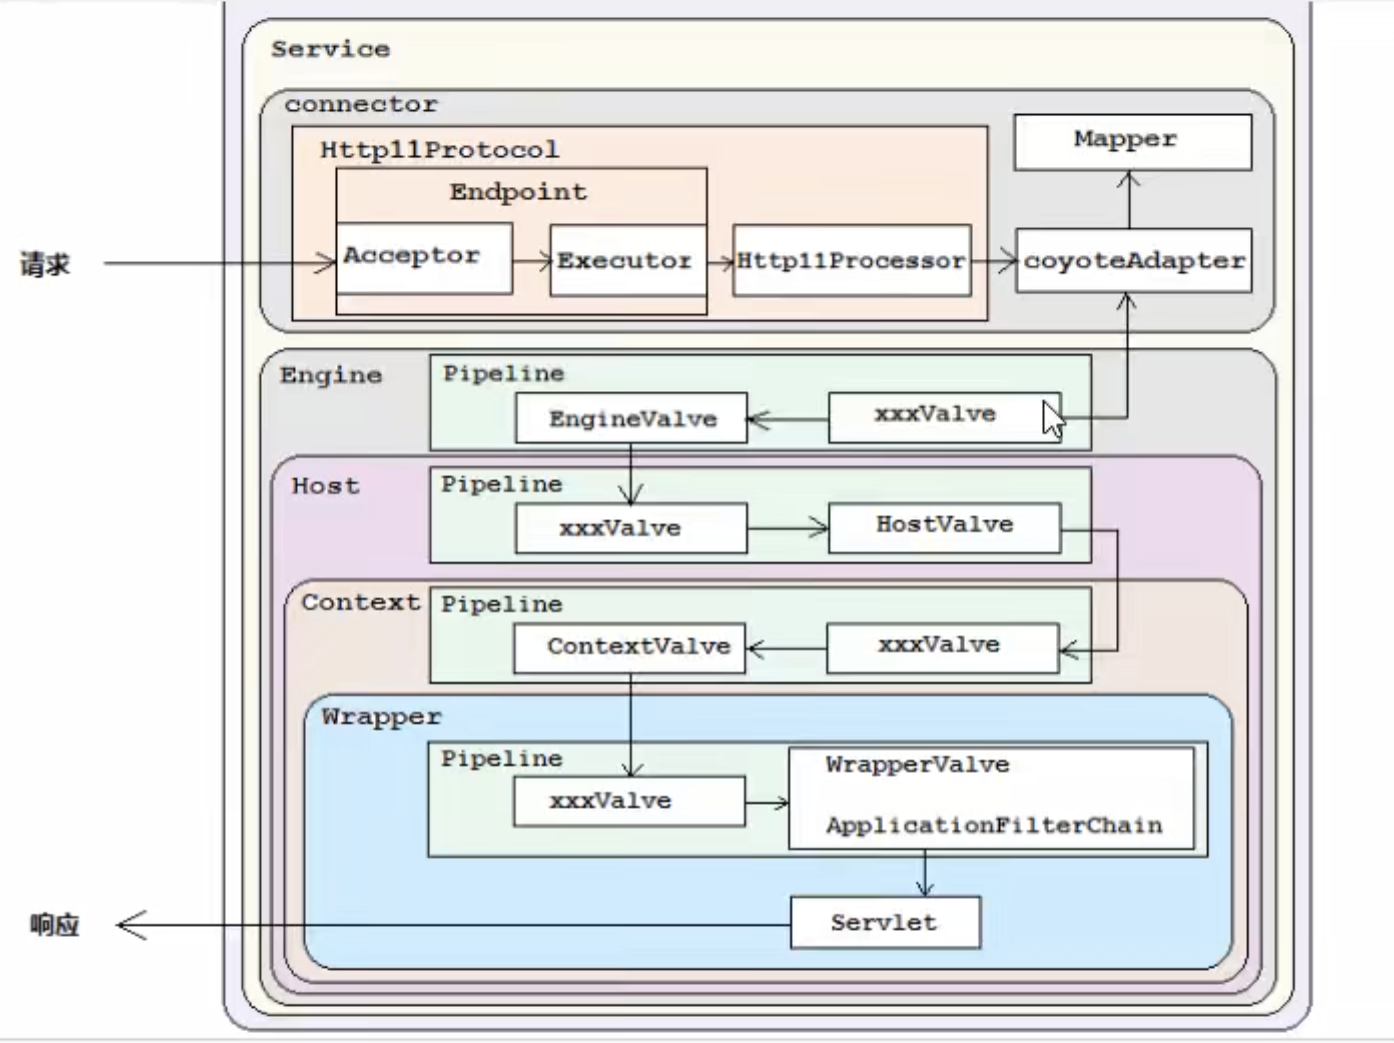 Service
connector
Http11Protocol
Mapper
Endpoint
请求
Acceptor
Executor
Http11Processor
coyoteAdapter
Engine
Pipeline
EngineValve
xxxValve
Host
Pipeline
xxxValve
HostValve
Context
Pipeline
ContextValve
xxxValve
Wrapper
Pipeline
xxxValve
WrapperValve
ApplicationFilterChain
响应
Servlet